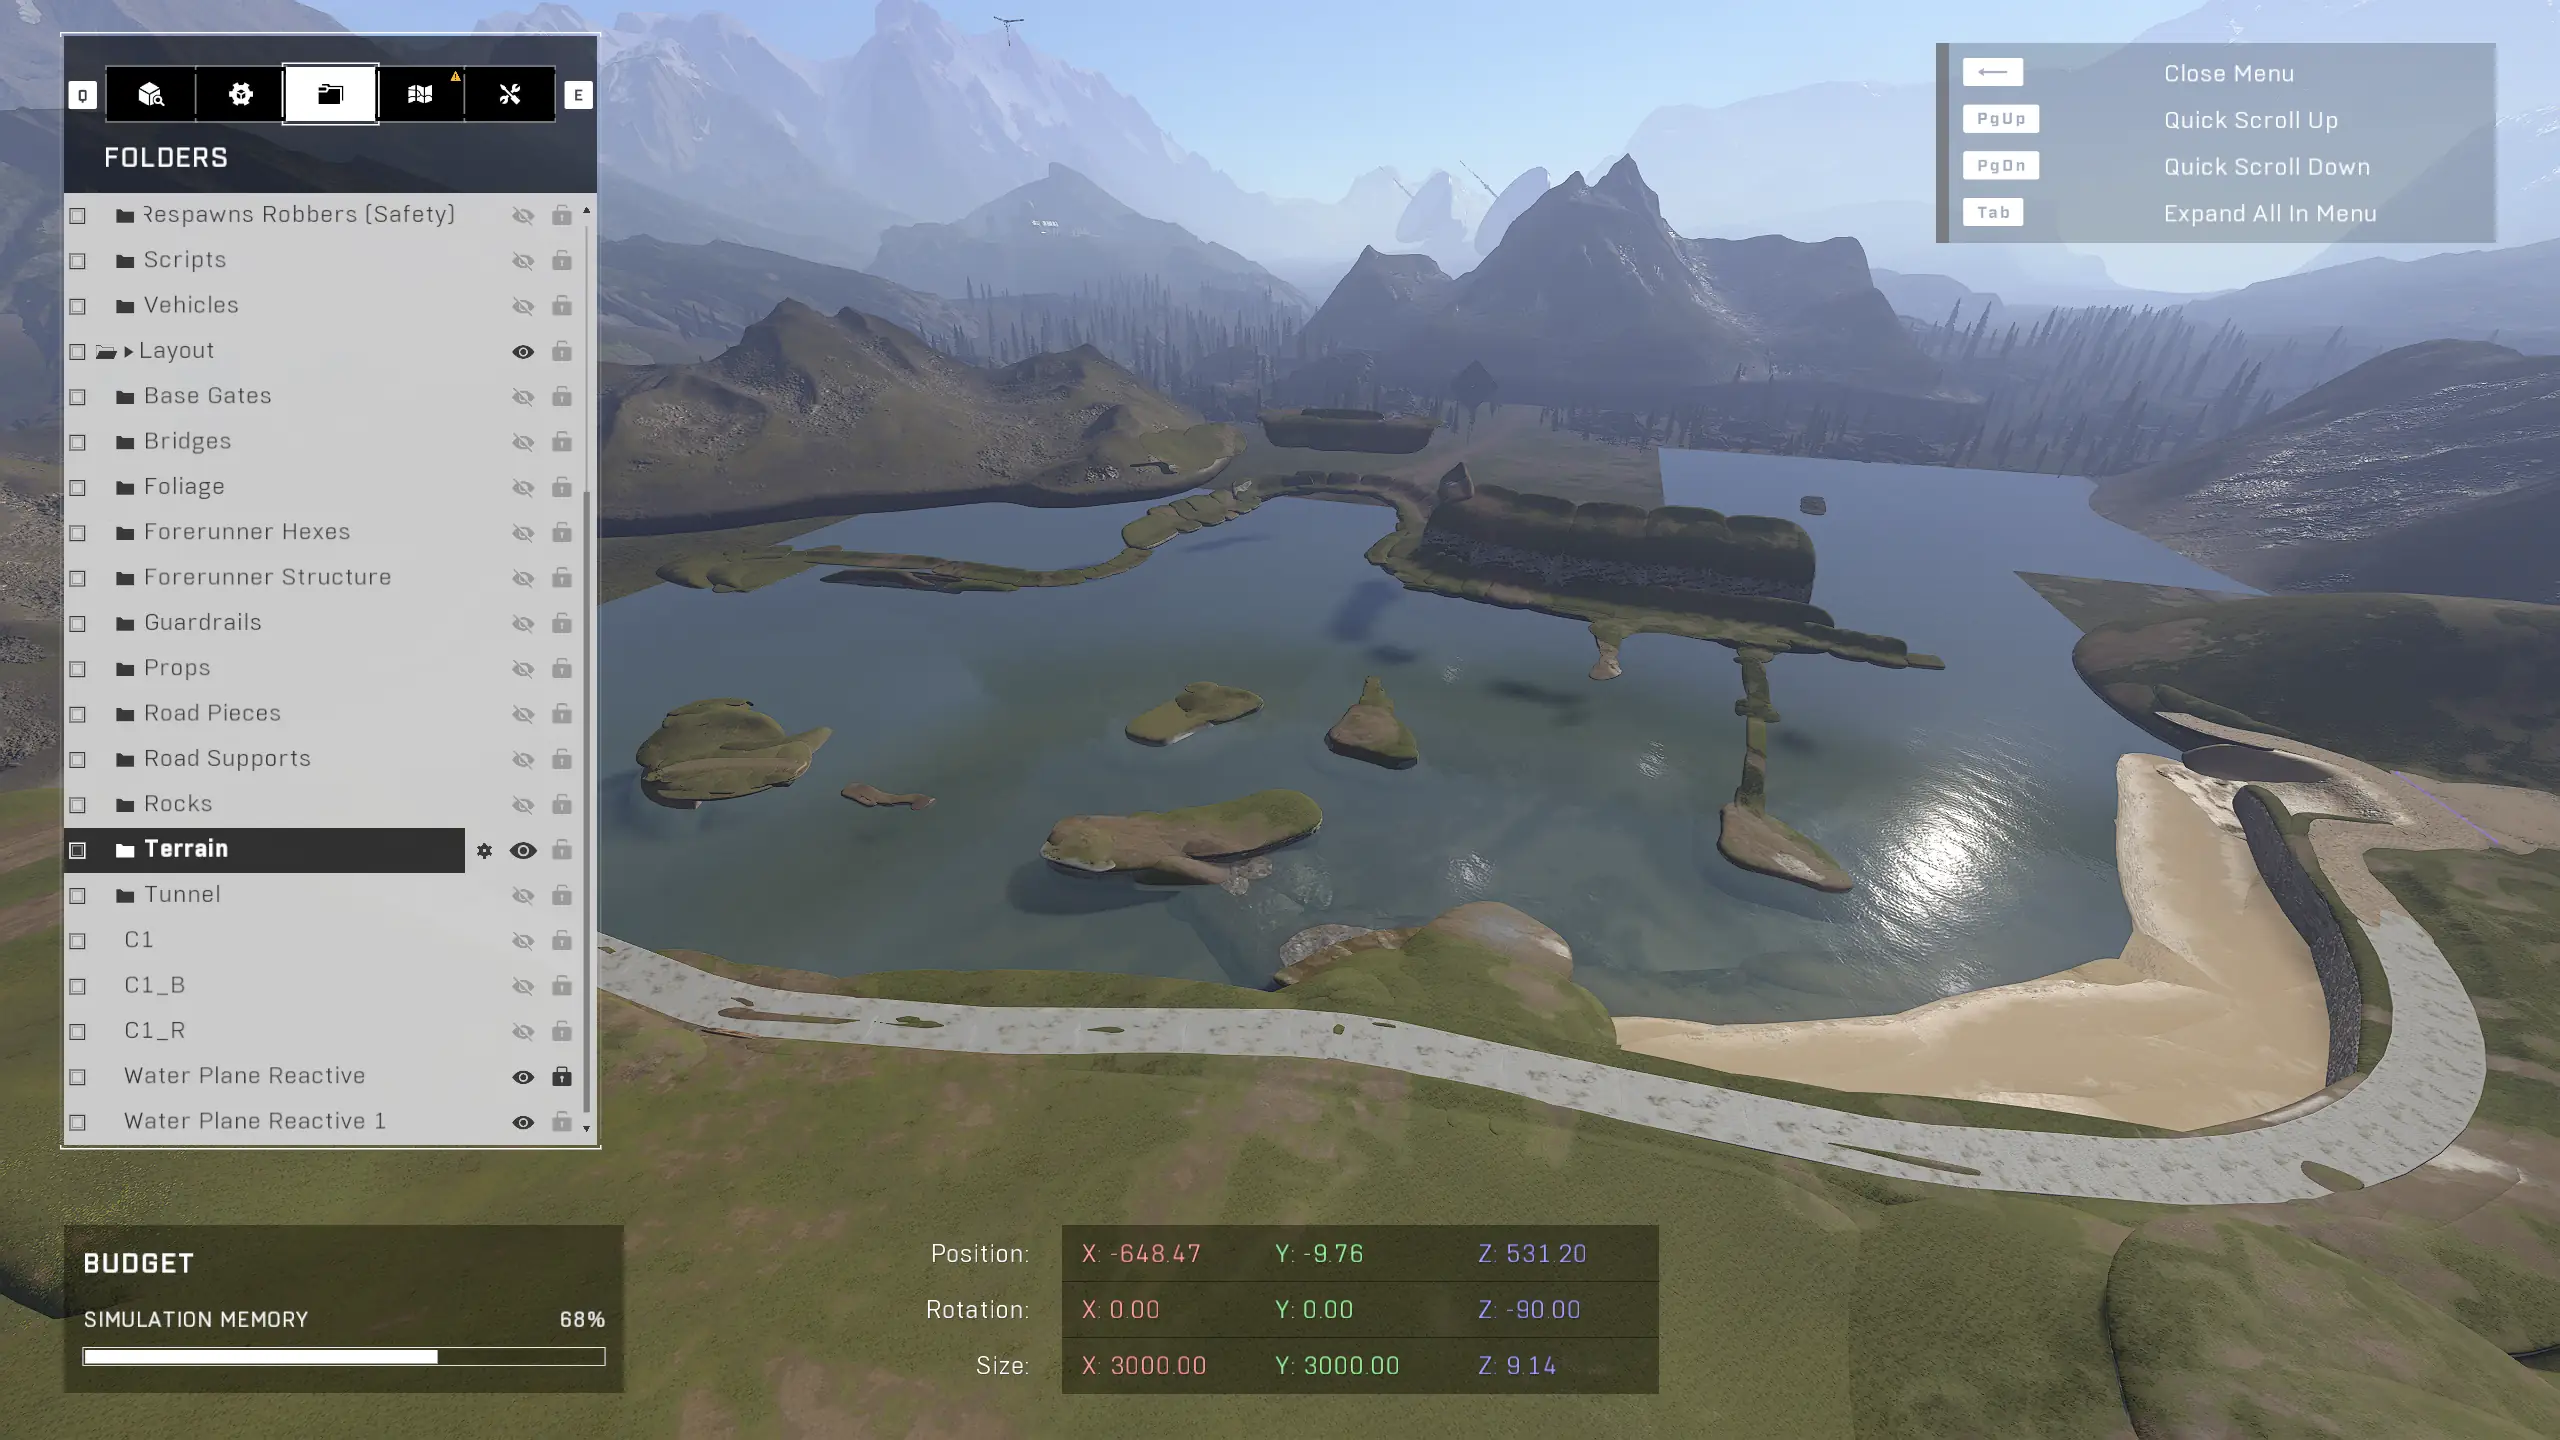 Q
E
FOLDERS
Respawns Robbers (Safety)
Scripts
Vehicles
Layout
Base Gates
Bridges
Foliage
Forerunner Hexes
Forerunner Structure
Guardrails
Props
Road Pieces
Road Supports
Rocks
Terrain
Tunnel
C1
C1_B
C1_R
Water Plane Reactive
Water Plane Reactive 1
Close Menu
PgUp Quick Scroll Up
PgDn Quick Scroll Down
Tab Expand All In Menu
BUDGET
SIMULATION MEMORY 68%
Position: X: -648.47 Y: -9.76 Z: 531.20
Rotation: X: 0.00 Y: 0.00 Z: -90.00
Size: X: 3000.00 Y: 3000.00 Z: 9.14